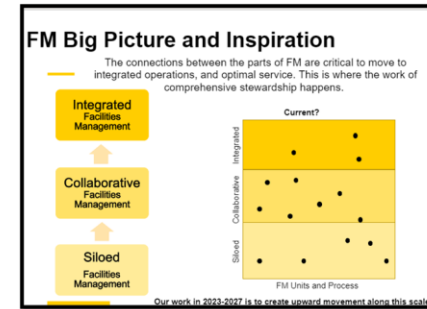 FM Big Picture and Inspiration
The connections between the parts of FM are critical to move to
integrated operations, and optimal service. This is where the work of
comprehensive stewardship happens.
Integrated
Facilities
Management
Collaborative
Facilities
Management
Siloed
Facilities
Management
Current?
Integrated
Collaborative
Siloed
FM Units and Process
Our work in 2023-2027 is to create upward movement along this scale